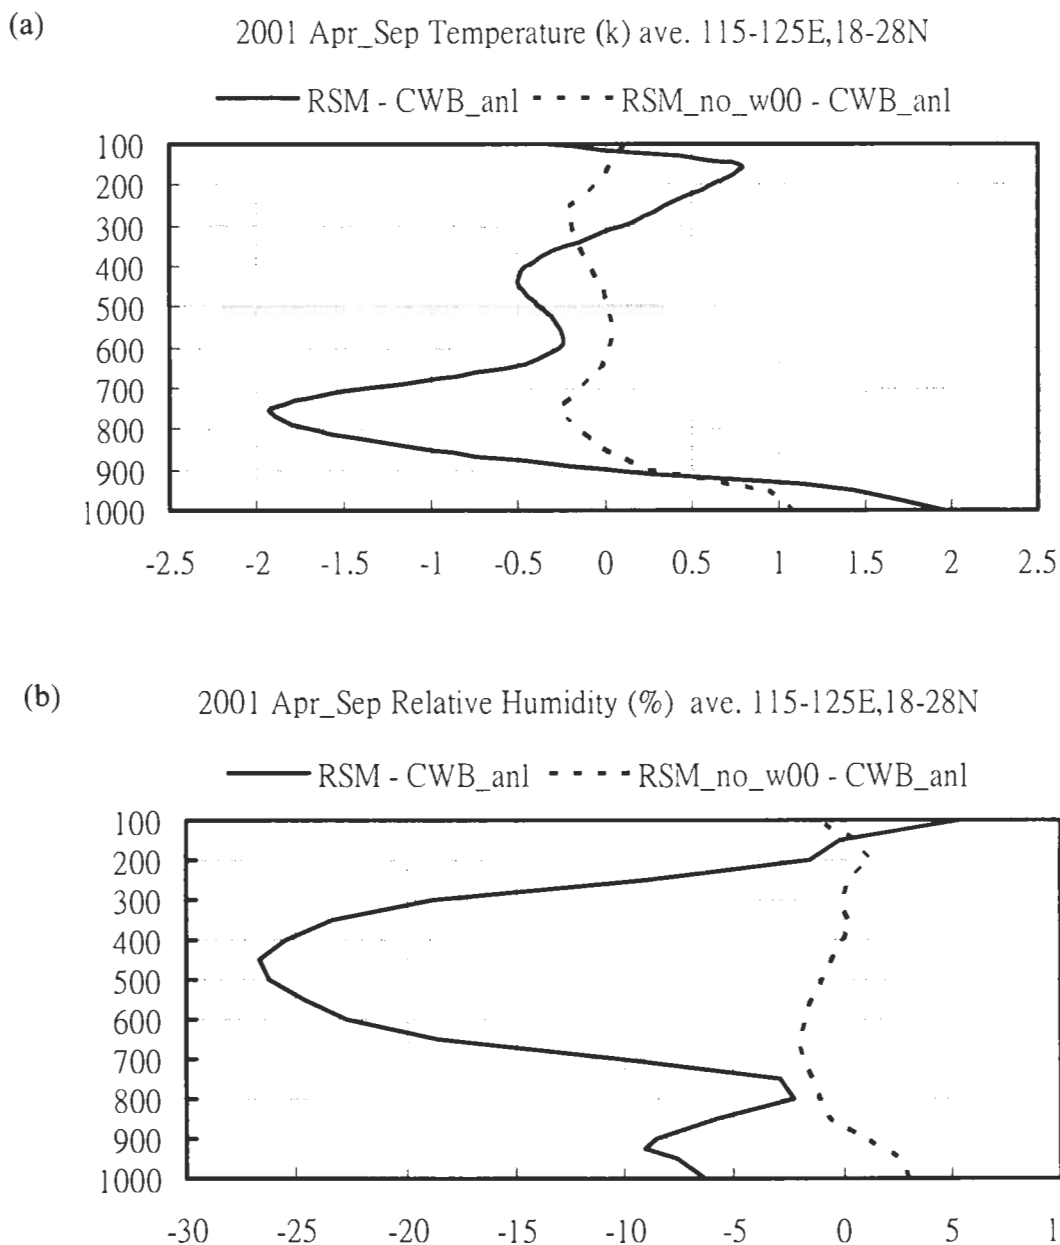 (a)
2001 Apr_Sep Temperature (k) ave. 115-125E,18-28N
RSM - CWB_anl RSM_no_w00 - CWB_anl
100
200
300
400
500
600
700
800
900
1000
-2.5 -2 -1.5 -1 -0.5 0 0.5 1 1.5 2 2.5
(b)
2001 Apr_Sep Relative Humidity (%) ave. 115-125E,18-28N
RSM - CWB_anl RSM_no_w00 - CWB_anl
100
200
300
400
500
600
700
800
900
1000
-30 -25 -20 -15 -10 -5 0 5 1